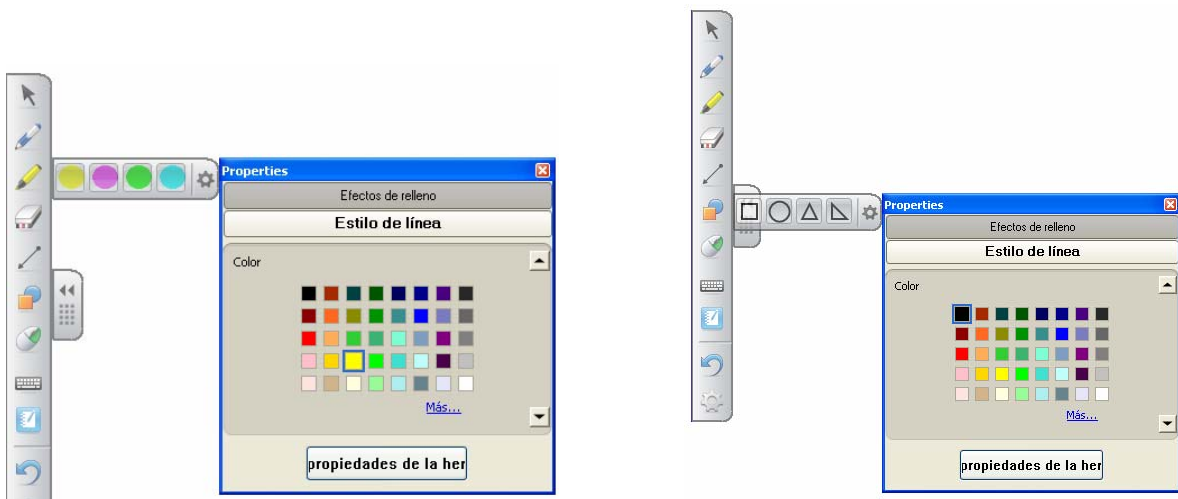 Properties
Efectos de relleno
Estilo de línea
Color
Más...
propiedades de la her
Properties
Efectos de relleno
Estilo de línea
Color
Más...
propiedades de la her